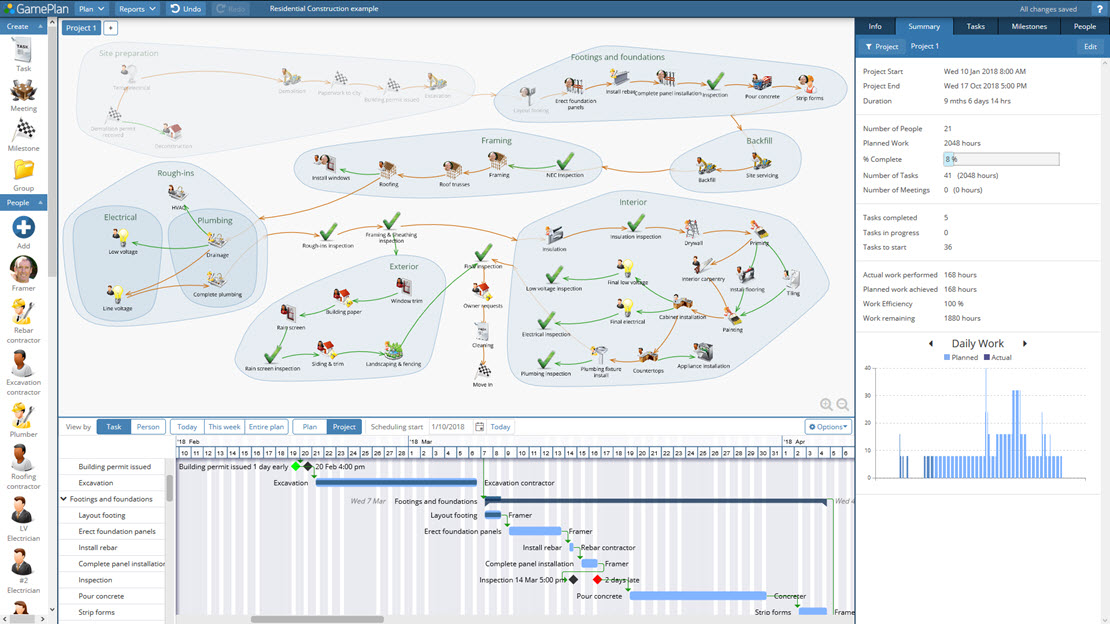 GamePlan Plan Reports Undo Redo Residential Construction example All changes saved ?
Create
Task
Meeting
Milestone
Group
People
Add
Framer
Rebar
contractor
Excavation
contractor
Plumber
Roofing
contractor
LV
Electrician
#2
Electrician
Project 1 +
Site preparation
Demolition
Paperwork to city
Building permit issued
Excavation
Deconstruction
Footings and foundations
Layout footing
Erect foundation
panels
Install rebar
Complete panel installation
Inspection
Pour concrete
Strip forms
Framing
Install windows
Roofing
Roof trusses
Framing
NEC Inspection
Backfill
Backfill
Site servicing
Rough-ins
HVAC
Electrical
Low voltage
Line voltage
Plumbing
Drainage
Complete plumbing
Rough-ins inspection
Framing & Sheathing
inspection
Exterior
Window trim
Building paper
Rain screen
Rain screen inspection
Siding & trim
Landscaping & fencing
Final inspection
Owner requests
Cleaning
Move In
Interior
Insulation
Insulation inspection
Drywall
Priming
Low voltage inspection
Final low voltage
Interior carpentry
Install flooring
Tiling
Electrical inspection
Final electrical
Cabinet installation
Painting
Plumbing inspection
Plumbing fixture
install
Countertops
Appliance installation
View by Task Person Today This week Entire plan Plan Project Scheduling start 1/10/2018 Today Options
'18 Feb '18 Mar '18 Apr
10 11 12 13 14 15 16 17 18 19 20 21 22 23 24 25 26 27 28 1 2 3 4 5 6 7 8 9 10 11 12 13 14 15 16 17 18 19 20 21 22 23 24 25 26 27 28 29 30 31 1 2 3 4 5 6
Building permit issued Building permit issued 1 day early 20 Feb 4:00 pm
Excavation Excavation Excavation contractor
Footings and foundations Wed 7 Mar Footings and foundations Wed 4
Layout footing Layout footing Framer
Erect foundation panels Erect foundation panels Framer
Install rebar Install rebar Rebar contractor
Complete panel installation Complete panel installation Framer
Inspection Inspection 14 Mar 5:00 pm 2 days late
Pour concrete Pour concrete Concreter
Strip forms Strip forms Framer
Info Summary Tasks Milestones People
Project Project 1 Edit
Project Start Wed 10 Jan 2018 8:00 AM
Project End Wed 17 Oct 2018 5:00 PM
Duration 9 mths 6 days 14 hrs
Number of People 21
Planned Work 2048 hours
% Complete 8 %
Number of Tasks 41 (2048 hours)
Number of Meetings 0 (0 hours)
Tasks completed 5
Tasks in progress 0
Tasks to start 36
Actual work performed 168 hours
Planned work achieved 168 hours
Work Efficiency 100 %
Work remaining 1880 hours
Daily Work
Planned Actual
40
30
20
10
0